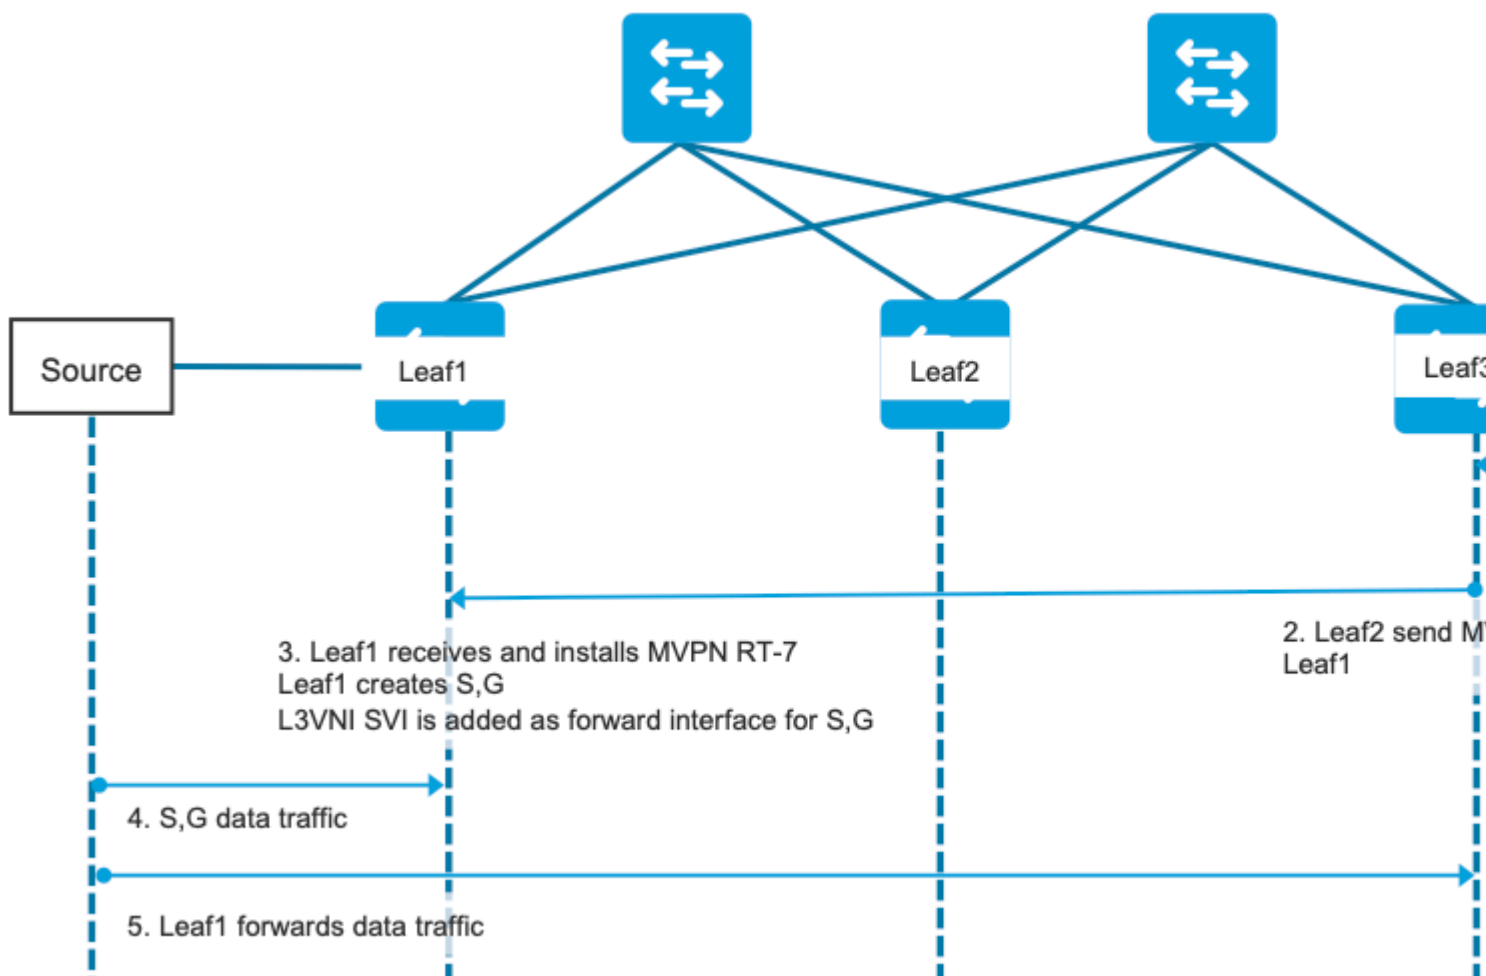 Source
Leaf1
Leaf2
Leaf3
2. Leaf2 send
Leaf1
3. Leaf1 receives and installs MVPN RT-7
Leaf1 creates S,G
L3VNI SVI is added as forward interface for S,G
4. S,G data traffic
5. Leaf1 forwards data traffic